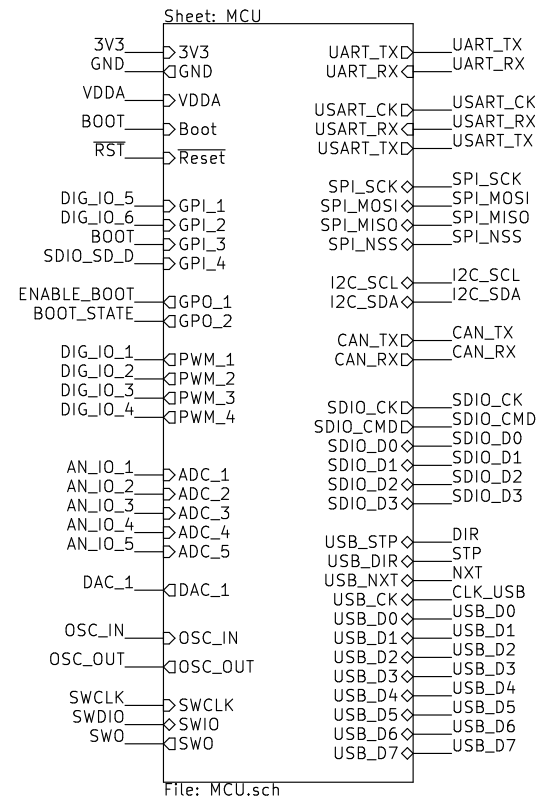 Sheet: MCU
3V3 3V3 UART_TX UART_TX
GND GND UART_RX UART_RX
VDDA VDDA USART_CK USART_CK
BOOT Boot USART_RX USART_RX
USART_TX USART_TX
RST Reset
SPI_SCK SPI_SCK
DIG_IO_5 GPI_1 SPI_MOSI SPI_MOSI
DIG_IO_6 GPI_2 SPI_MISO SPI_MISO
BOOT GPI_3 SPI_NSS SPI_NSS
SDIO_SD_D GPI_4
I2C_SCL I2C_SCL
ENABLE_BOOT GPO_1 I2C_SDA I2C_SDA
BOOT_STATE GPO_2
CAN_TX CAN_TX
DIG_IO_1 PWM_1 CAN_RX CAN_RX
DIG_IO_2 PWM_2
DIG_IO_3 PWM_3
DIG_IO_4 PWM_4
SDIO_CK SDIO_CK
SDIO_CMD SDIO_CMD
SDIO_D0 SDIO_D0
SDIO_D1 SDIO_D1
AN_IO_1 ADC_1 SDIO_D2 SDIO_D2
AN_IO_2 ADC_2 SDIO_D3 SDIO_D3
AN_IO_3 ADC_3
AN_IO_4 ADC_4
AN_IO_5 ADC_5
USB_STP DIR
USB_DIR STP
USB_NXT NXT
DAC_1 DAC_1 USB_CK CLK_USB
USB_D0 USB_D0
OSC_IN OSC_IN USB_D1 USB_D1
USB_D2 USB_D2
OSC_OUT OSC_OUT USB_D3 USB_D3
USB_D4 USB_D4
SWCLK SWCLK USB_D5 USB_D5
SWDIO SWIO USB_D6 USB_D6
SWO SWO USB_D7 USB_D7
File: MCU.sch